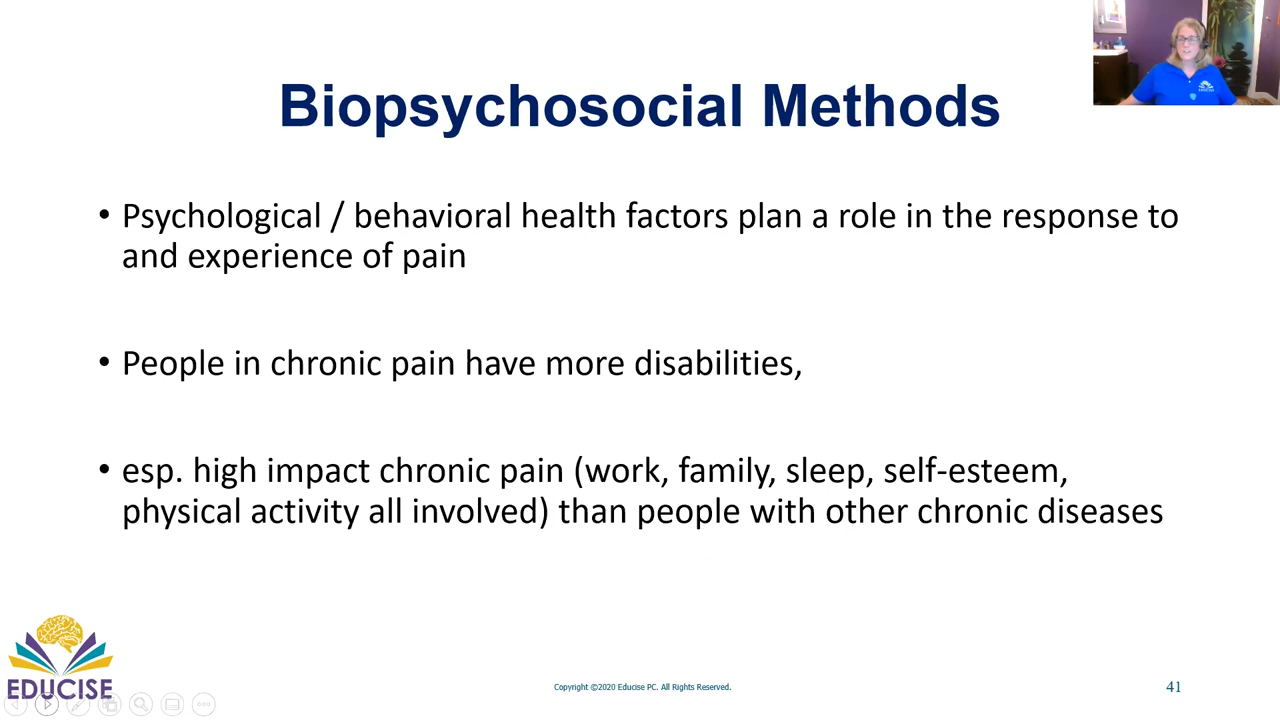 Biopsychosocial Methods
• Psychological / behavioral health factors plan a role in the response to
and experience of pain
• People in chronic pain have more disabilities,
• esp. high impact chronic pain (work, family, sleep, self-esteem,
physical activity all involved) than people with other chronic diseases
EDUCISE
Copyright ©2020 Educise PC. All Rights Reserved.
41